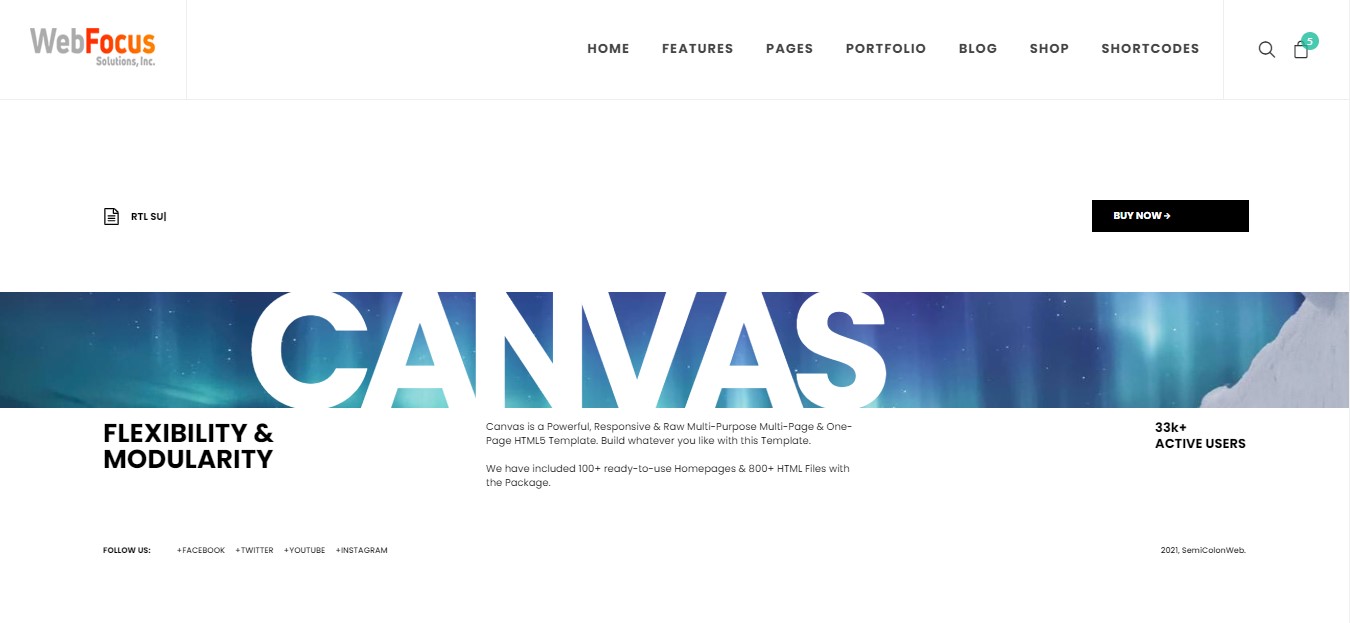 WebFocus
Solutions, Inc.
HOME FEATURES PAGES PORTFOLIO BLOG SHOP SHORTCODES
5
RTL SU|
BUY NOW →
CANVAS
FLEXIBILITY &
MODULARITY
Canvas is a Powerful, Responsive & Raw Multi-Purpose Multi-Page & One-
Page HTML5 Template. Build whatever you like with this Template.
We have included 100+ ready-to-use Homepages & 800+ HTML Files with
the Package.
33k+
ACTIVE USERS
FOLLOW US: +FACEBOOK +TWITTER +YOUTUBE +INSTAGRAM
2021, SemiColonWeb.